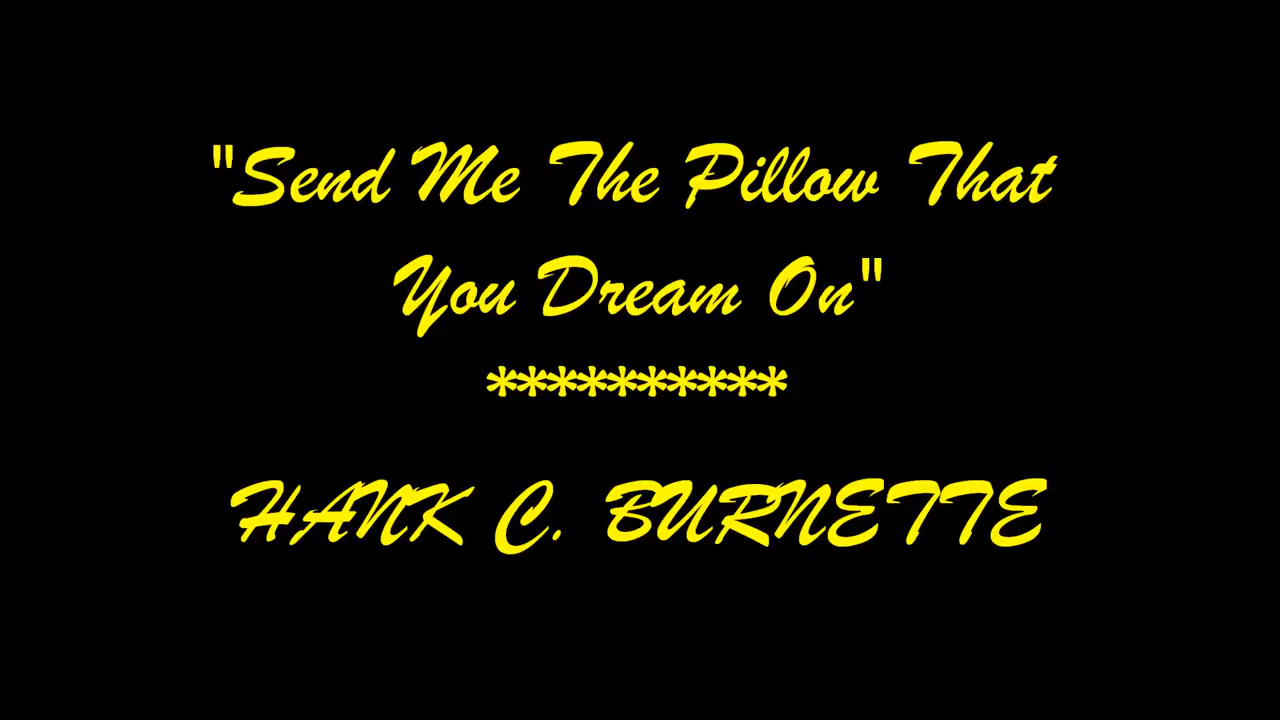 "Send Me The Pillow That
You Dream On"
**********
HANK C. BURNETTE